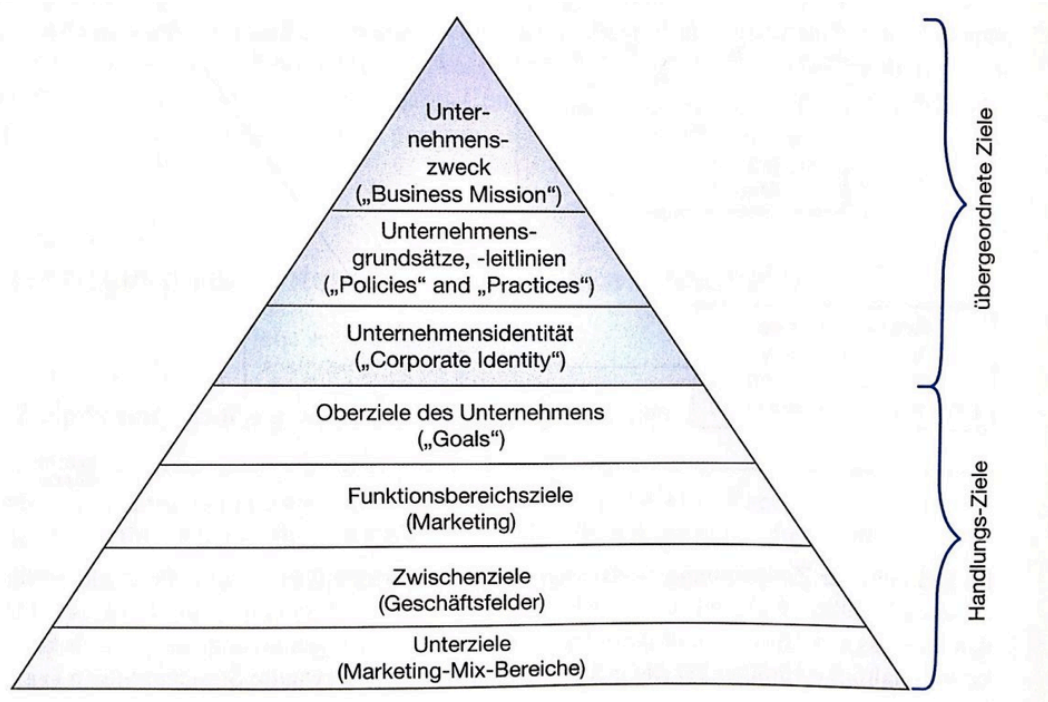 Unter-
nehmens-
zweck
(„Business Mission“)
Unternehmens-
grundsätze, -leitlinien
(„Policies“ and „Practices“)
Unternehmensidentität
(„Corporate Identity“)
Oberziele des Unternehmens
(„Goals“)
Funktionsbereichsziele
(Marketing)
Zwischenziele
(Geschäftsfelder)
Unterziele
(Marketing-Mix-Bereiche)
übergeordnete Ziele
Handlungs-Ziele